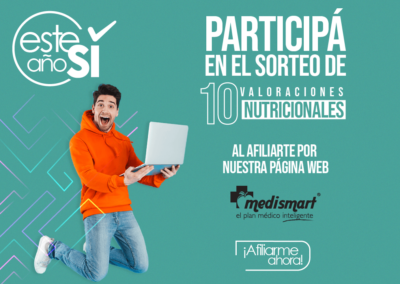 este
año SÍ
PARTICIPÁ
EN EL SORTEO DE
10 VALORACIONES
NUTRICIONALES
AL AFILIARTE POR
NUESTRA PÁGINA WEB
medismart®
el plan médico inteligente
¡Afiliarme
ahora!